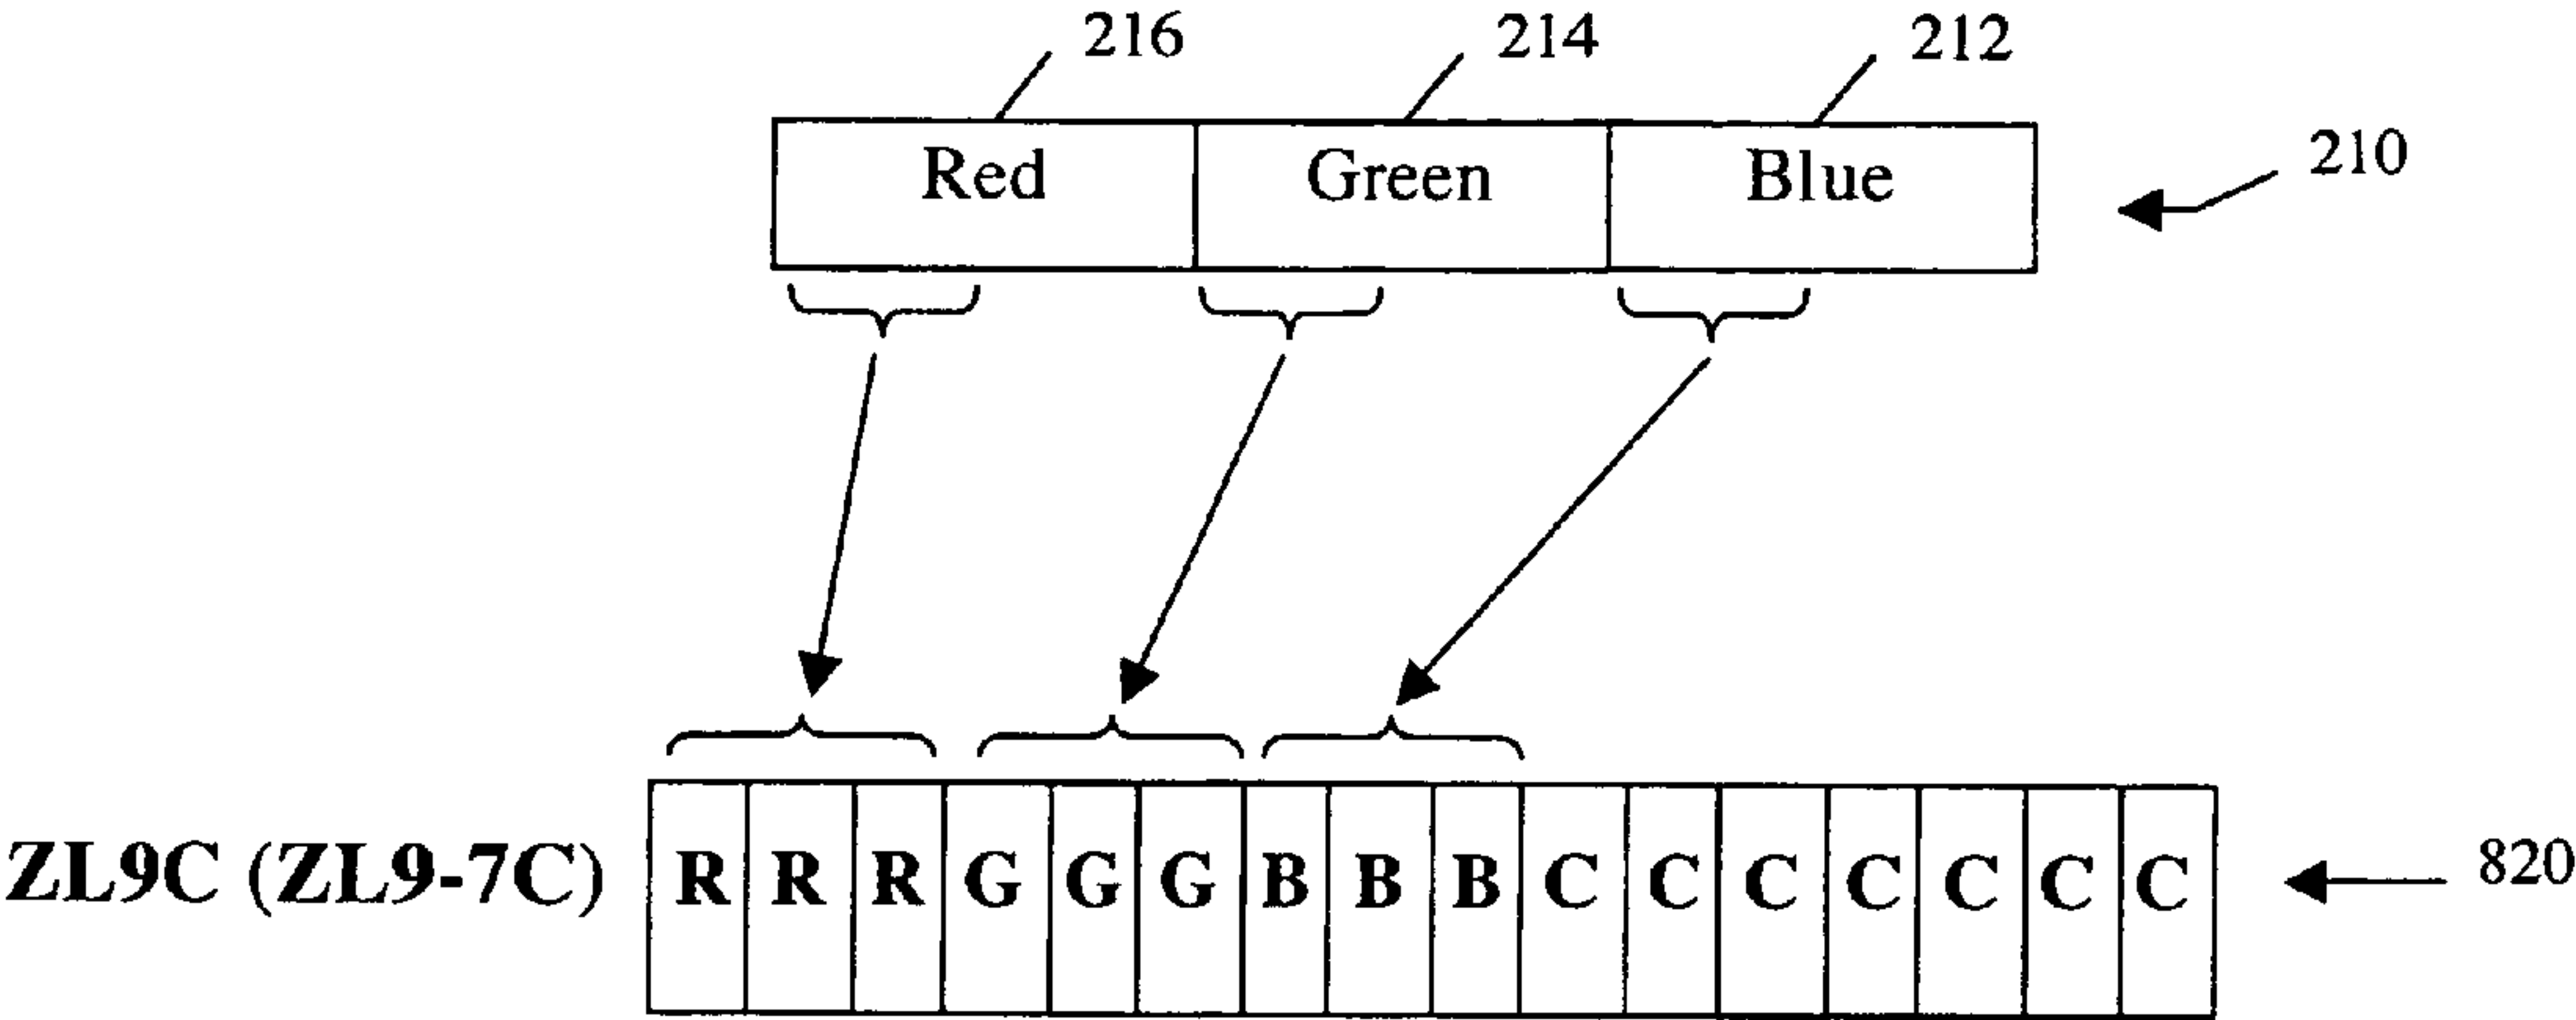 216 214 212
Red Green Blue
210
ZL9C (ZL9-7C) R R R G G G B B B C C C C C C C
820